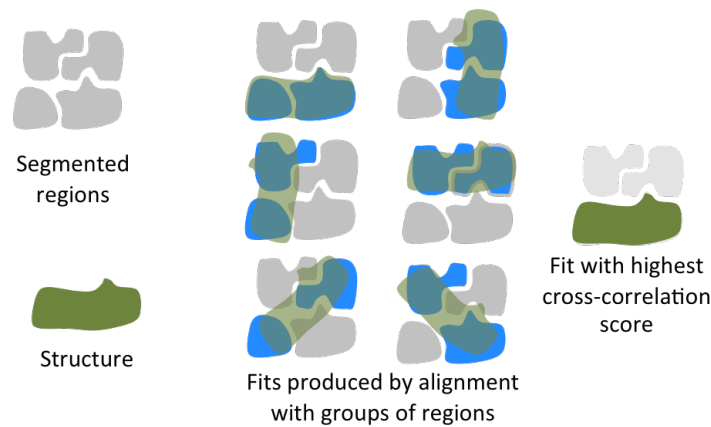 Segmented
regions
Structure
Fits produced by alignment
with groups of regions
Fit with highest
cross-correlation
score